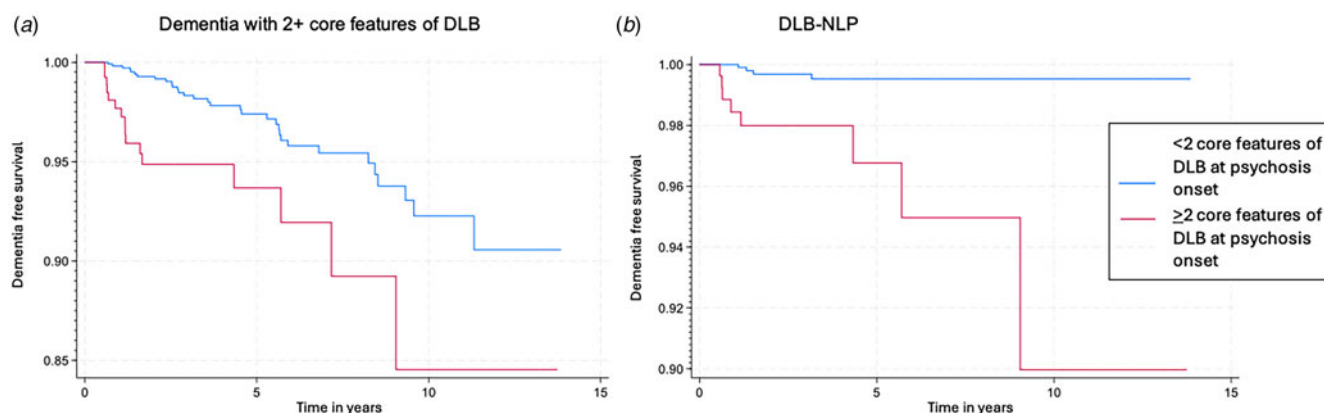 (a) Dementia with 2+ core features of DLB
1.00
0.95
0.90
0.85
Dementia free survival
0 5 10 15
Time in years
(b) DLB-NLP
1.00
0.98
0.96
0.94
0.92
0.90
Dementia free survival
0 5 10 15
Time in years
<2 core features of
DLB at psychosis
onset
≥2 core features of
DLB at psychosis
onset